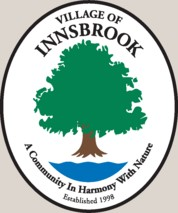 VILLAGE OF
INNSBROOK
A Community In Harmony With Nature
Established 1998